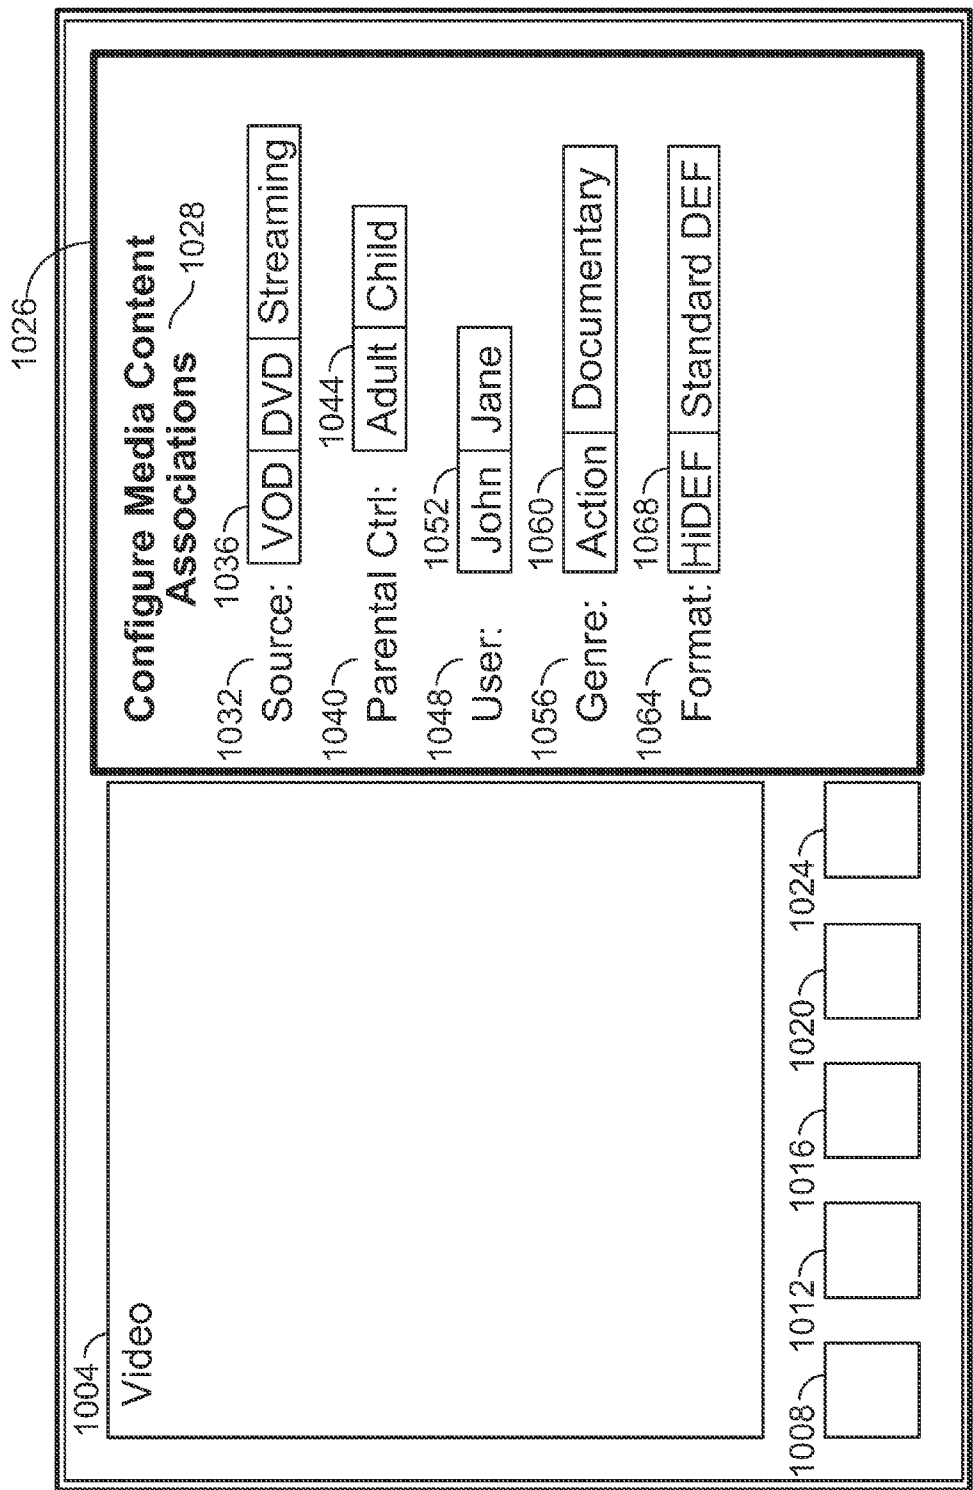 1026
1004
Video
Configure Media Content
Associations 1028
1032 1036
Source: VOD DVD Streaming
1040 1044
Parental Ctrl: Adult Child
1048 1052
User: John Jane
1056 1060
Genre: Action Documentary
1064 1068
Format: HiDEF Standard DEF
1008 1012 1016 1020 1024